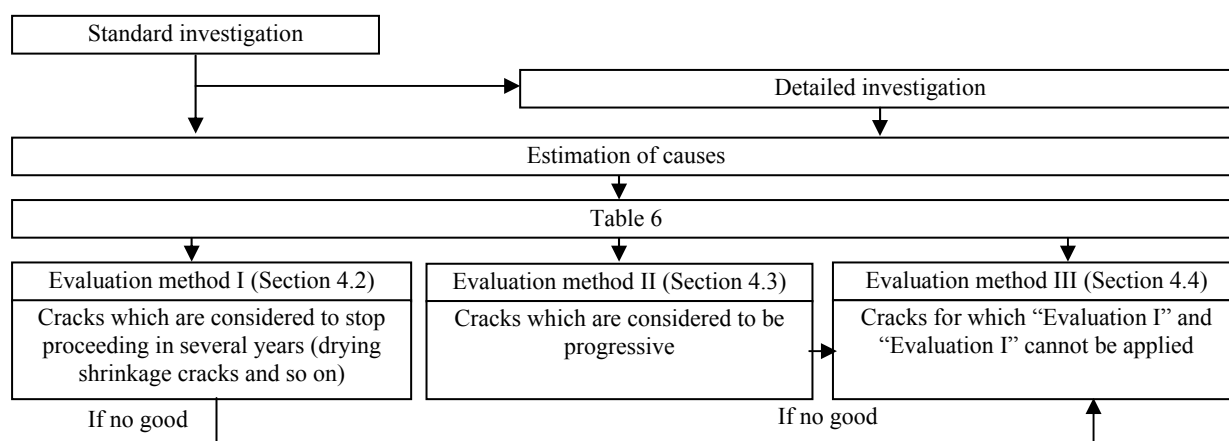 Standard investigation
Detailed investigation
Estimation of causes
Table 6
Evaluation method I (Section 4.2)
Cracks which are considered to stop
proceeding in several years (drying
shrinkage cracks and so on)
Evaluation method II (Section 4.3)
Cracks which are considered to be
progressive
Evaluation method III (Section 4.4)
Cracks for which “Evaluation I” and
“Evaluation I” cannot be applied
If no good
If no good